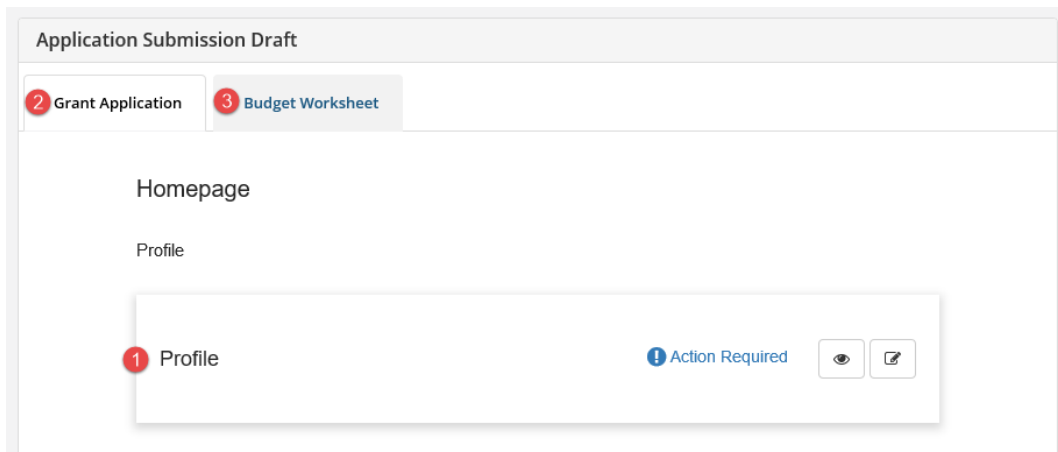 Application Submission Draft
2 Grant Application 3 Budget Worksheet
Homepage
Profile
1 Profile ! Action Required